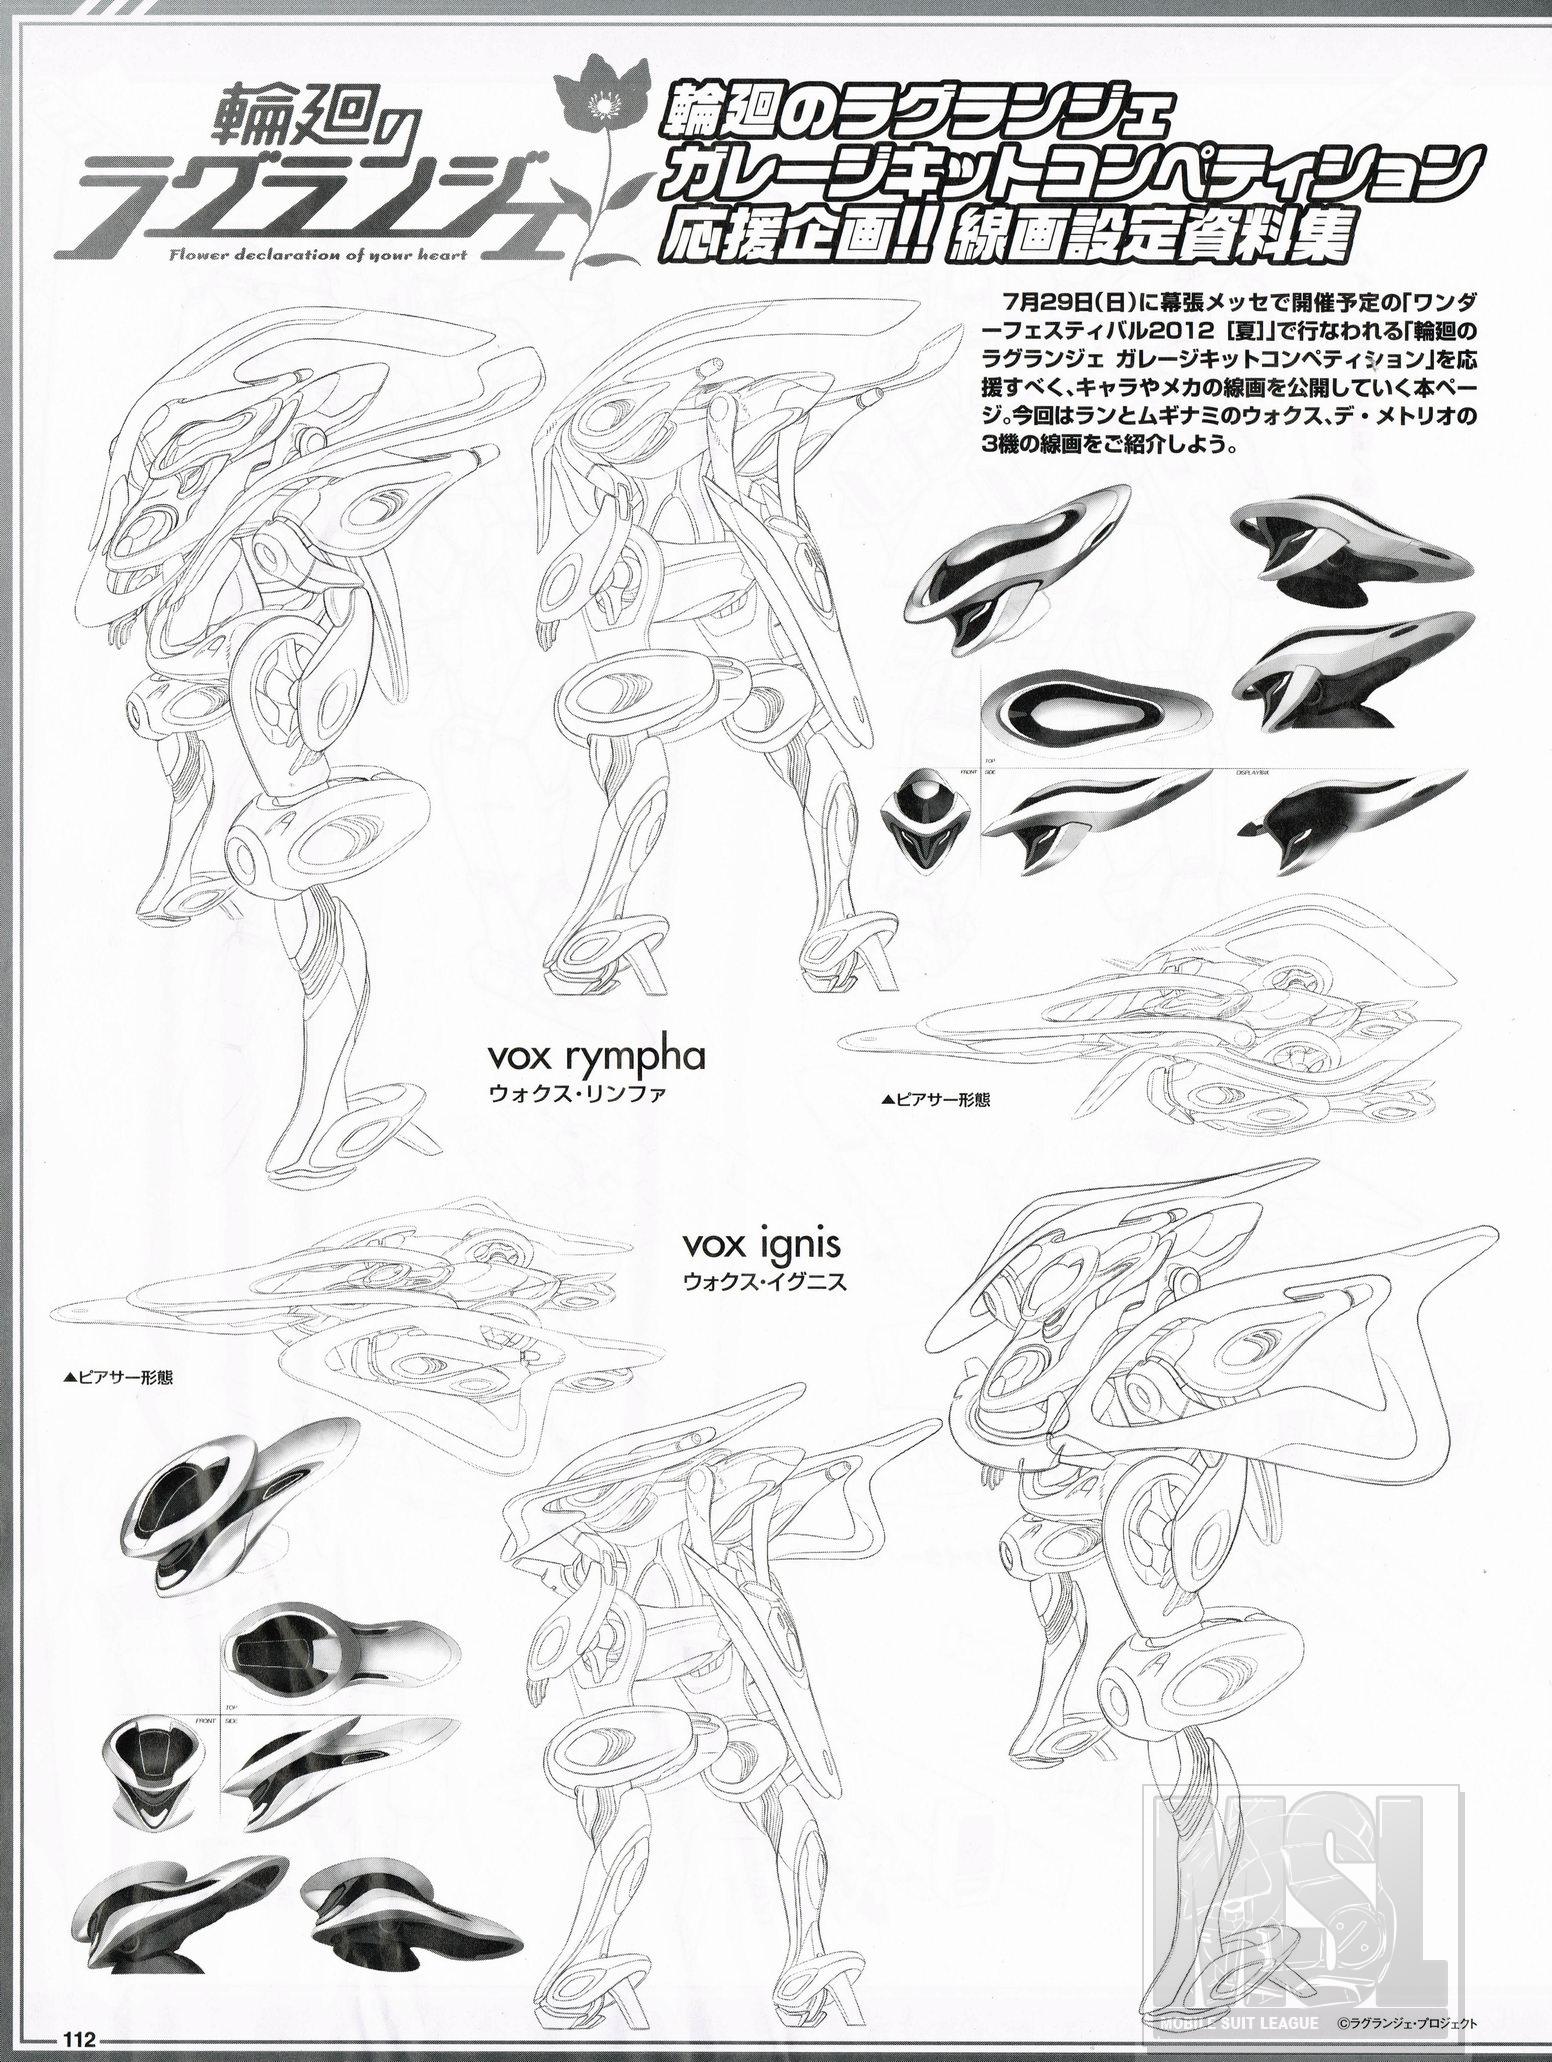 輪廻の
ラグランジェ
Flower declaration of your heart
輪廻のラグランジェ
ガレージキットコンペティション
応援企画!! 線画設定資料集
7月29日(日)に幕張メッセで開催予定の「ワンダ
ーフェスティバル2012 [夏]」で行なわれる「輪廻の
ラグランジェ ガレージキットコンペティション」を応
援すべく、キャラやメカの線画を公開していく本ペー
ジ。今回はランとムギナミのウォクス、デ・メトリオの
3機の線画をご紹介しよう。
TOP
FRONT
SIDE
vox rympha
ウォクス・リンファ
▲ピアサー形態
vox ignis
ウォクス・イグニス
▲ピアサー形態
TOP
FRONT
SIDE
MSL
MOBILE SUIT LEAGUE
©ラグランジェ・プロジェクト
112